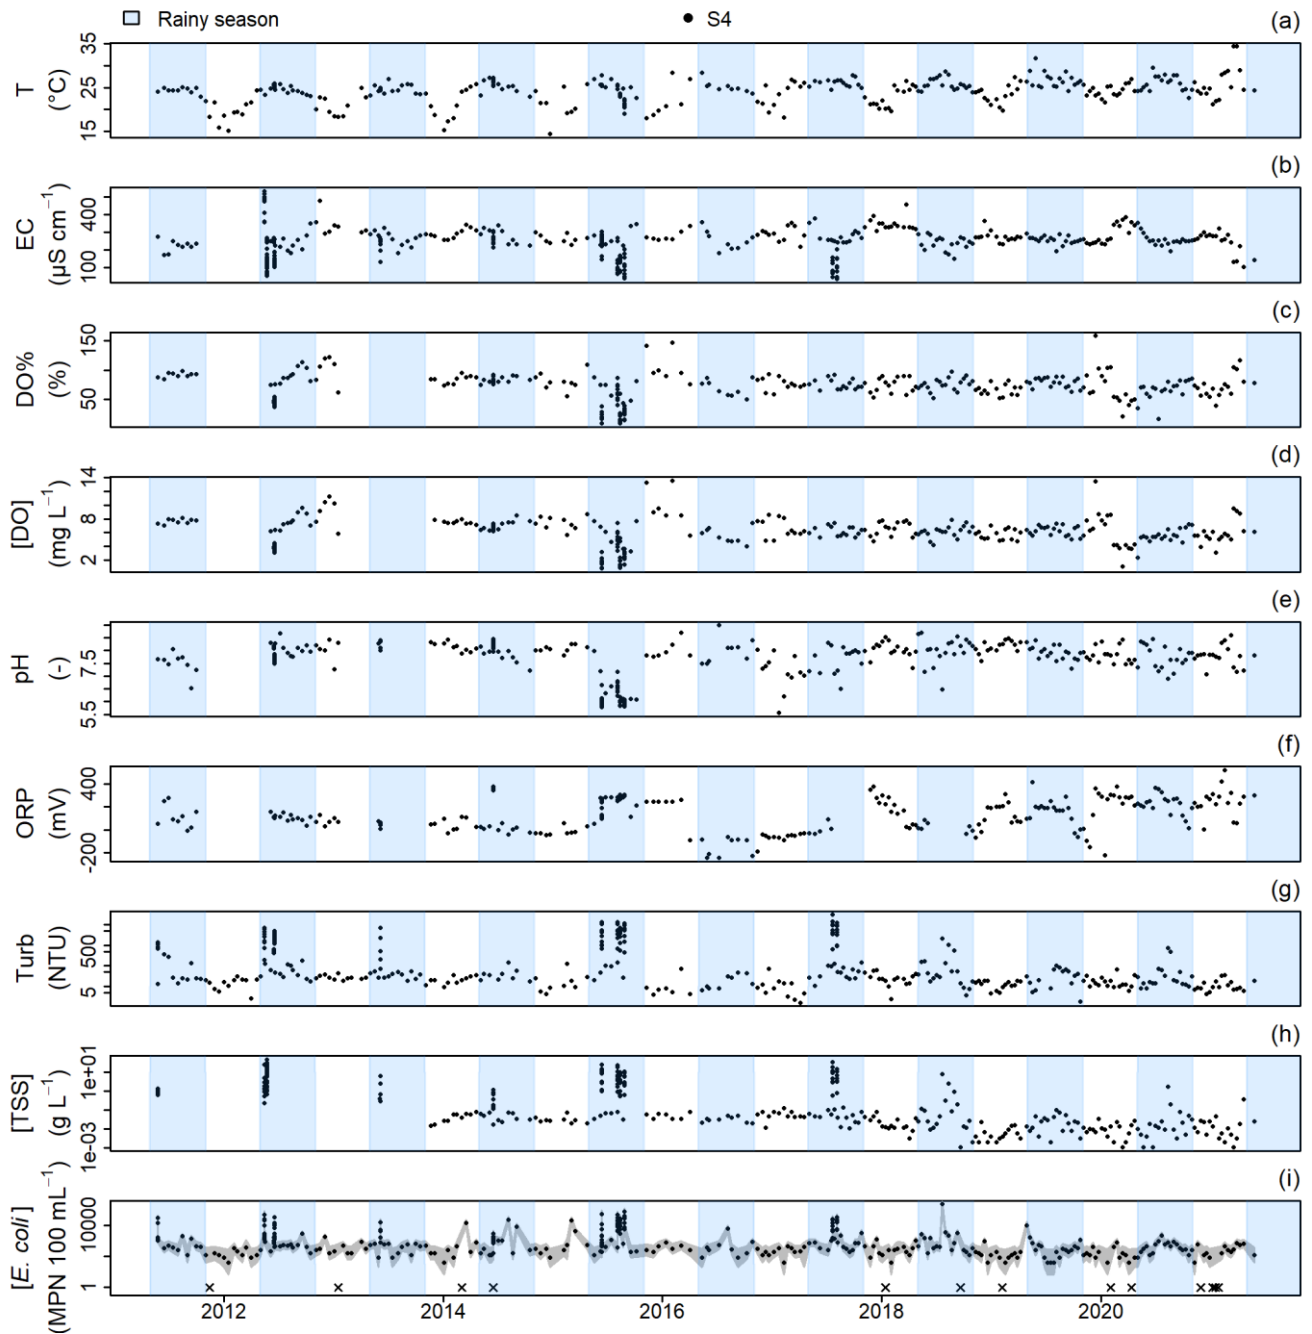 Rainy season
S4
(a)
T
(°C)
35
25
15
(b)
EC
(µS cm⁻¹)
400
100
(c)
DO%
(%)
150
50
(d)
[DO]
(mg L⁻¹)
14
8
2
(e)
pH
(-)
7.5
5.5
(f)
ORP
(mV)
400
-200
(g)
Turb
(NTU)
500
5
(h)
[TSS]
(g L⁻¹)
1e+01
1e-03
(i)
[E. coli]
(MPN 100 mL⁻¹)
10000
1
2012
2014
2016
2018
2020